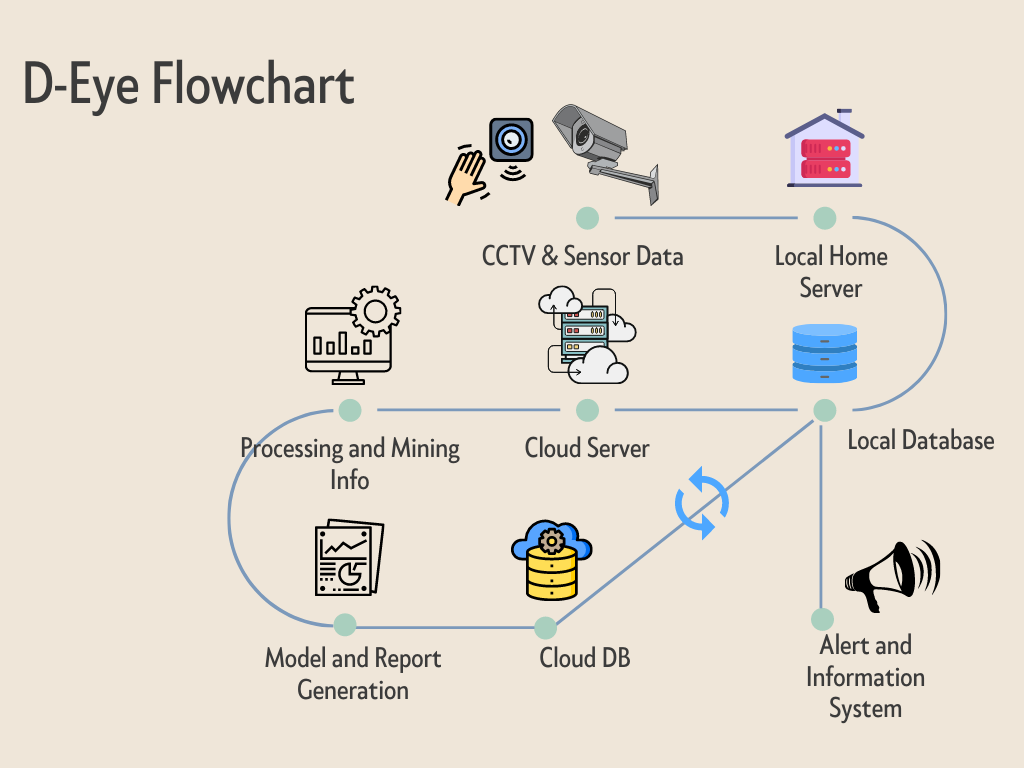 D-Eye Flowchart
CCTV & Sensor Data
Local Home
Server
Processing and Mining
Info
Cloud Server
Local Database
Model and Report
Generation
Cloud DB
Alert and
Information
System